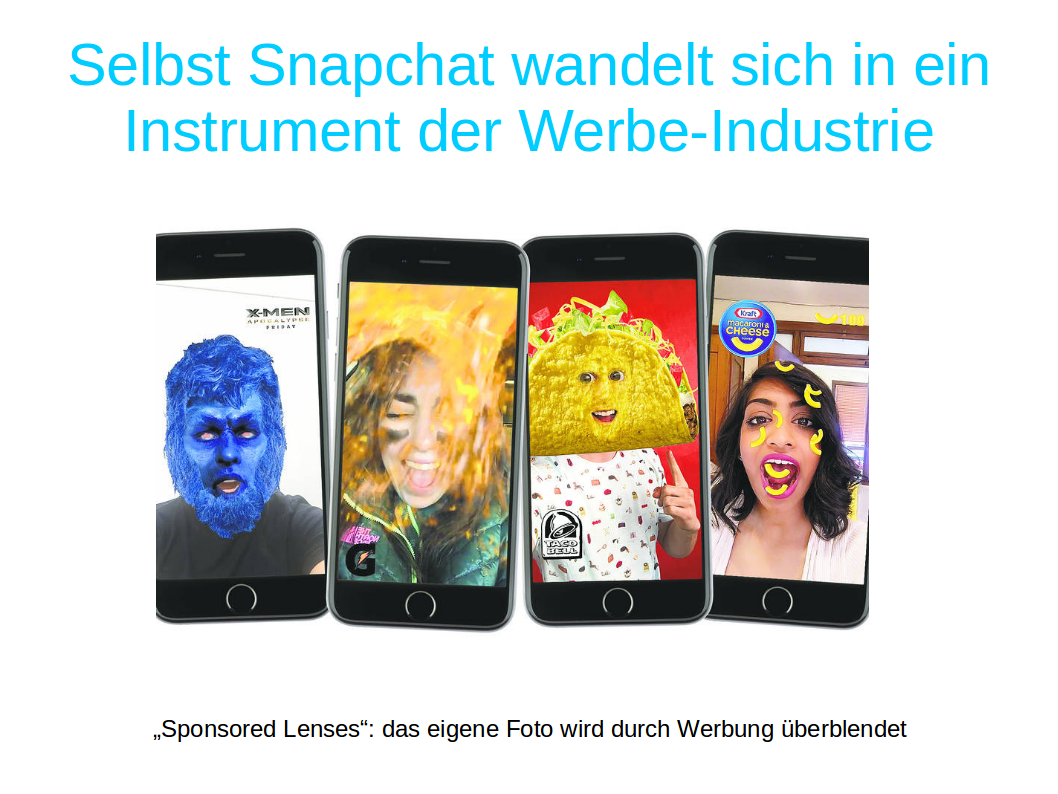 Selbst Snapchat wandelt sich in ein
Instrument der Werbe-Industrie
X-MEN
APOCALYPSE
FRIDAY
G
TACO
BELL
Kraft
macaroni &
CHEESE
„Sponsored Lenses“: das eigene Foto wird durch Werbung überblendet